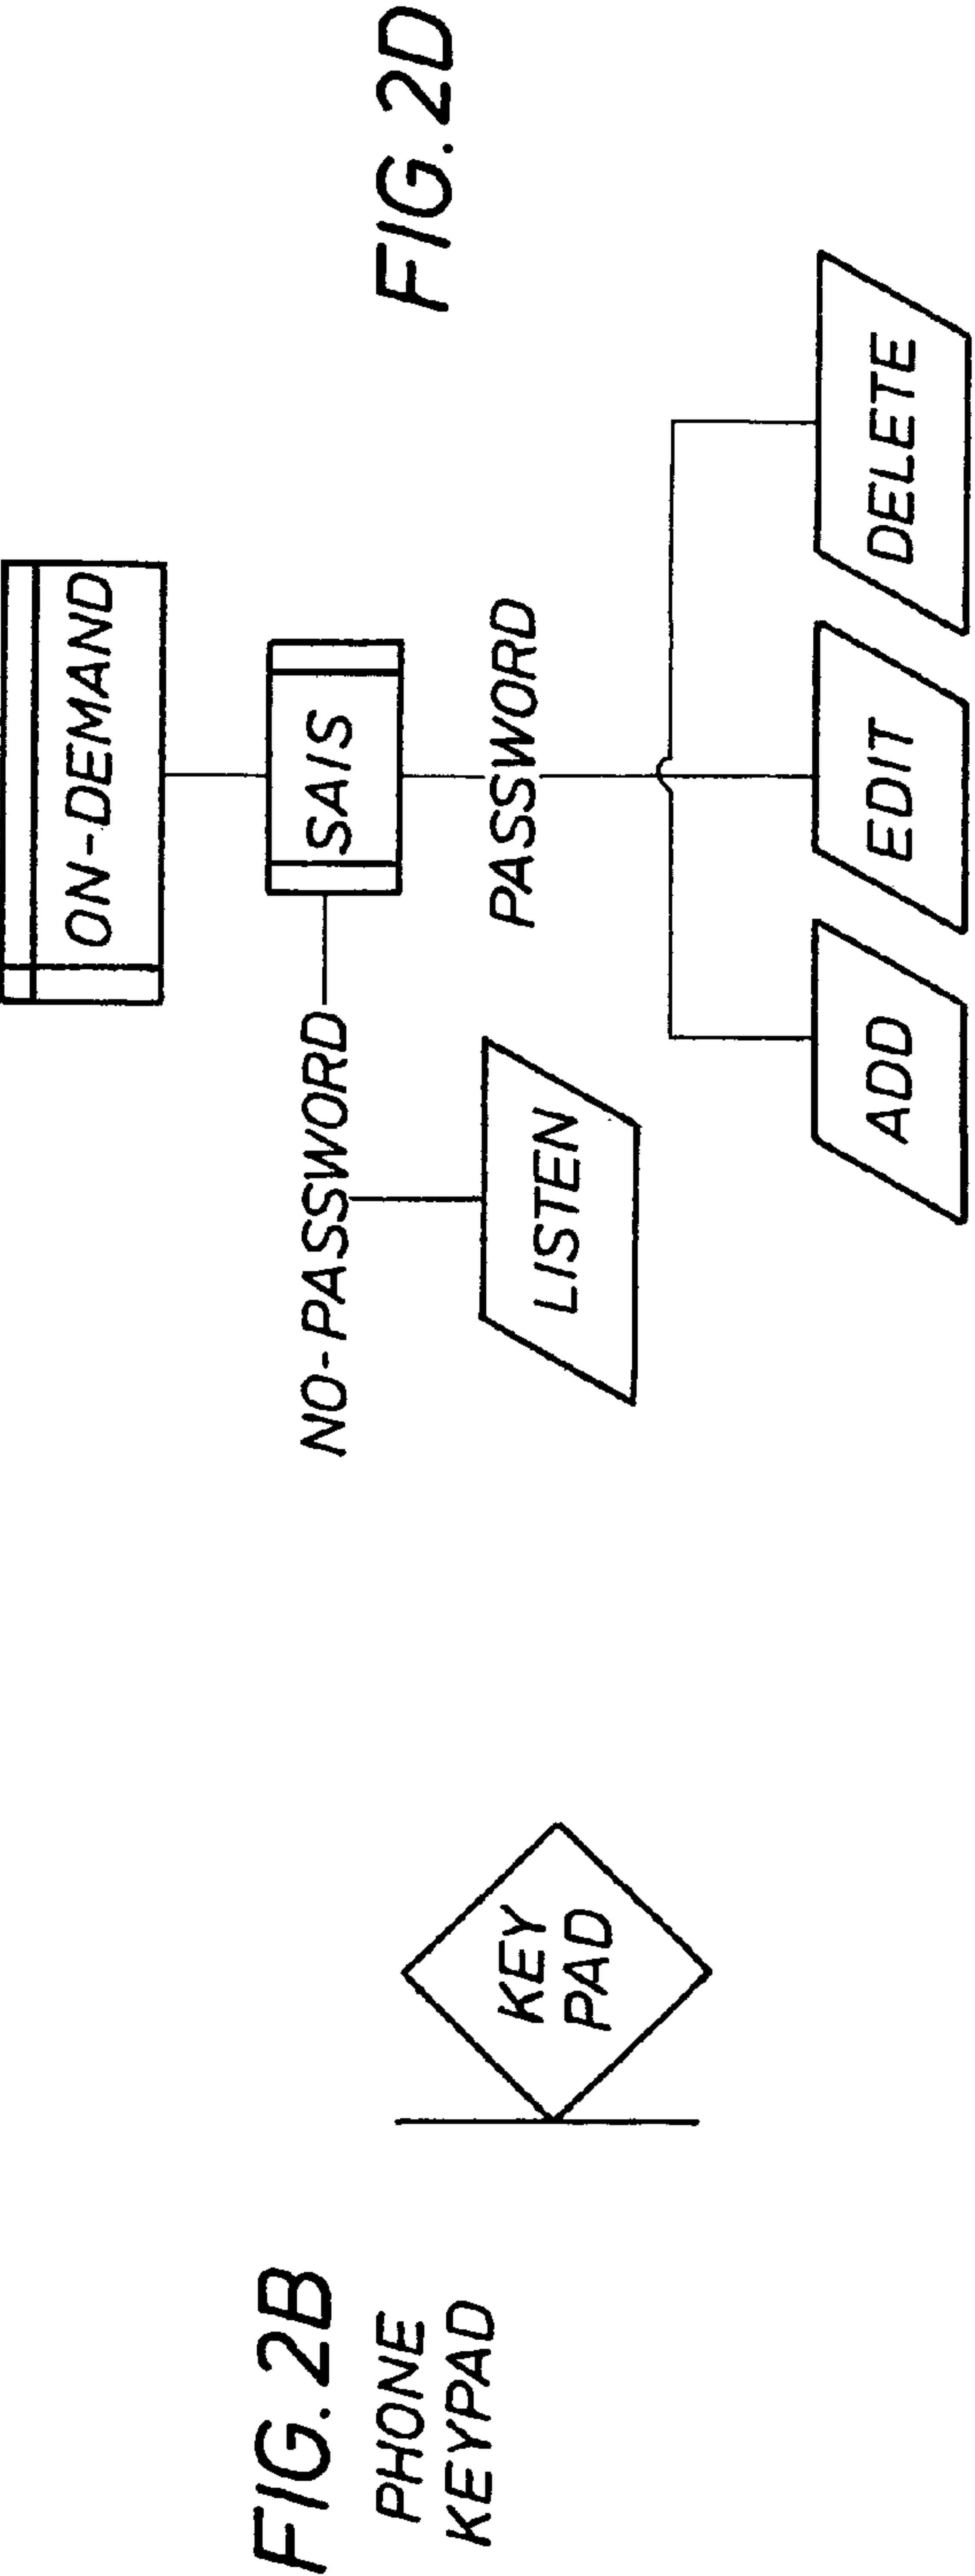 FIG. 2B
PHONE
KEYPAD
KEY
PAD
FIG. 2D
ON-DEMAND
SAIS
NO-PASSWORD
PASSWORD
LISTEN
ADD
EDIT
DELETE